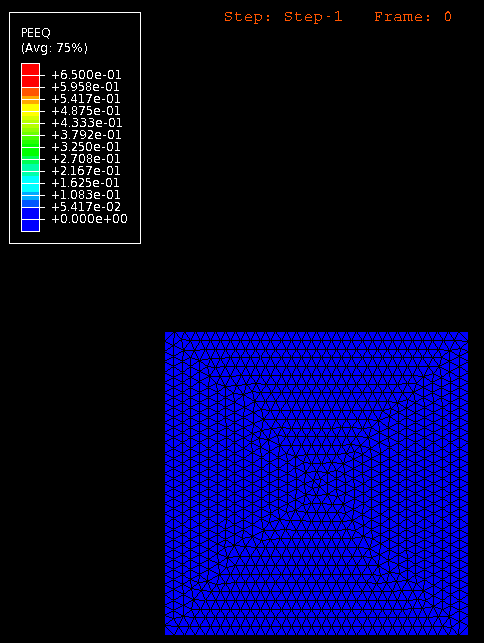 Step: Step-1 Frame: 0
PEEQ
(Avg: 75%)
+6.500e-01
+5.958e-01
+5.417e-01
+4.875e-01
+4.333e-01
+3.792e-01
+3.250e-01
+2.708e-01
+2.167e-01
+1.625e-01
+1.083e-01
+5.417e-02
+0.000e+00